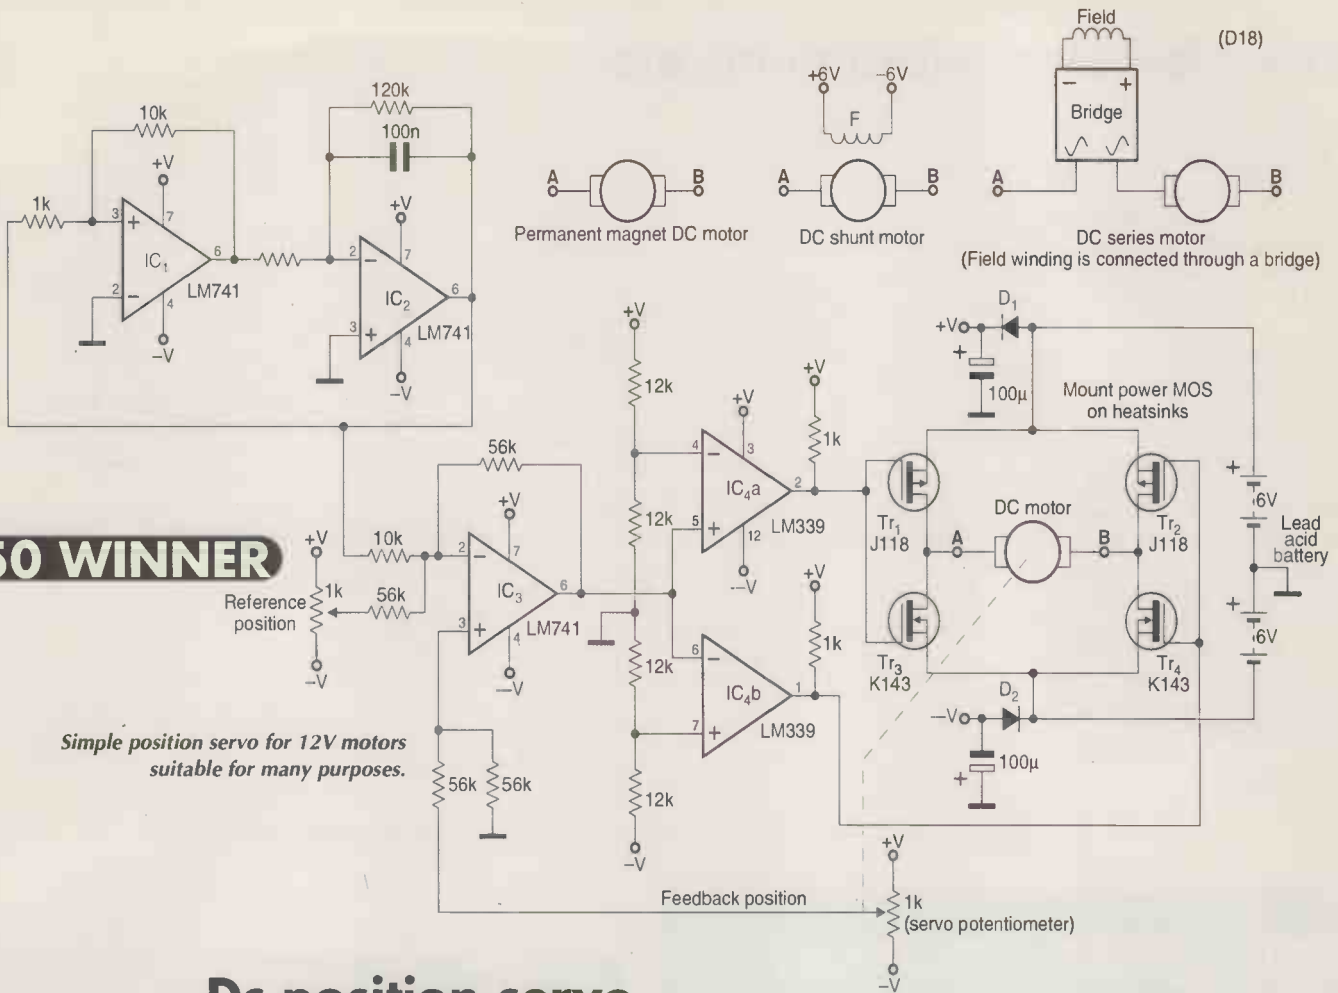 Field
(D18)
+6V
–6V
– +
Bridge
F
A B
Permanent magnet DC motor
A B
DC shunt motor
A B
DC series motor
(Field winding is connected through a bridge)
120k
100n
10k
+V
7
1k
3
+
IC1
6
LM741
2
–
4
–V
+V
7
2
–
IC2
6
LM741
3
+
4
–V
+V
12k
12k
12k
12k
–V
56k
+V
7
10k
2
–
IC3
6
LM741
3
+
4
–V
50 WINNER
+V
1k
Reference
position
–V
56k
56k
56k
+V
3
4
–
IC4a
2
LM339
5
+
12
–V
+V
1k
6
–
IC4b
1
LM339
7
+
+V
1k
D1
+V
+
100µ
Mount power MOS
on heatsinks
Tr1
J118
Tr2
J118
DC motor
A B
Tr3
K143
Tr4
K143
+
6V
Lead
acid
battery
+
6V
D2
–V
100µ
+
Simple position servo for 12V motors
suitable for many purposes.
Feedback position
+V
1k
(servo potentiometer)
–V
Dc position servo